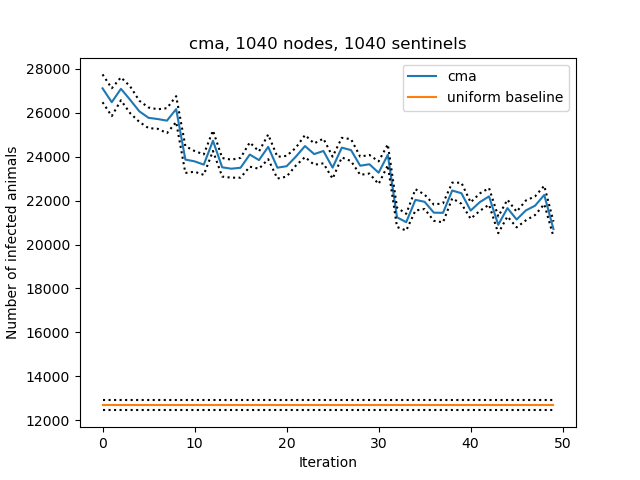 cma, 1040 nodes, 1040 sentinels
cma
uniform baseline
Number of infected animals
28000
26000
24000
22000
20000
18000
16000
14000
12000
0 10 20 30 40 50
Iteration